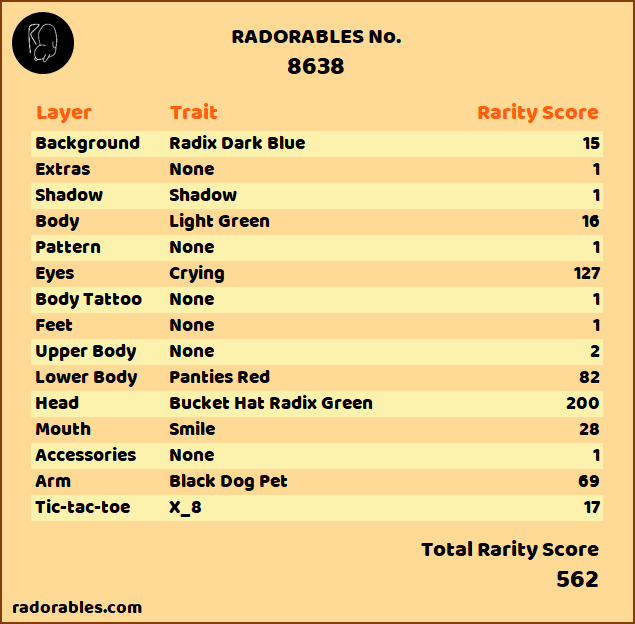 RADORABLES No.
8638
Layer Trait Rarity Score
Background Radix Dark Blue 15
Extras None 1
Shadow Shadow 1
Body Light Green 16
Pattern None 1
Eyes Crying 127
Body Tattoo None 1
Feet None 1
Upper Body None 2
Lower Body Panties Red 82
Head Bucket Hat Radix Green 200
Mouth Smile 28
Accessories None 1
Arm Black Dog Pet 69
Tic-tac-toe X_8 17
Total Rarity Score
562
radorables.com